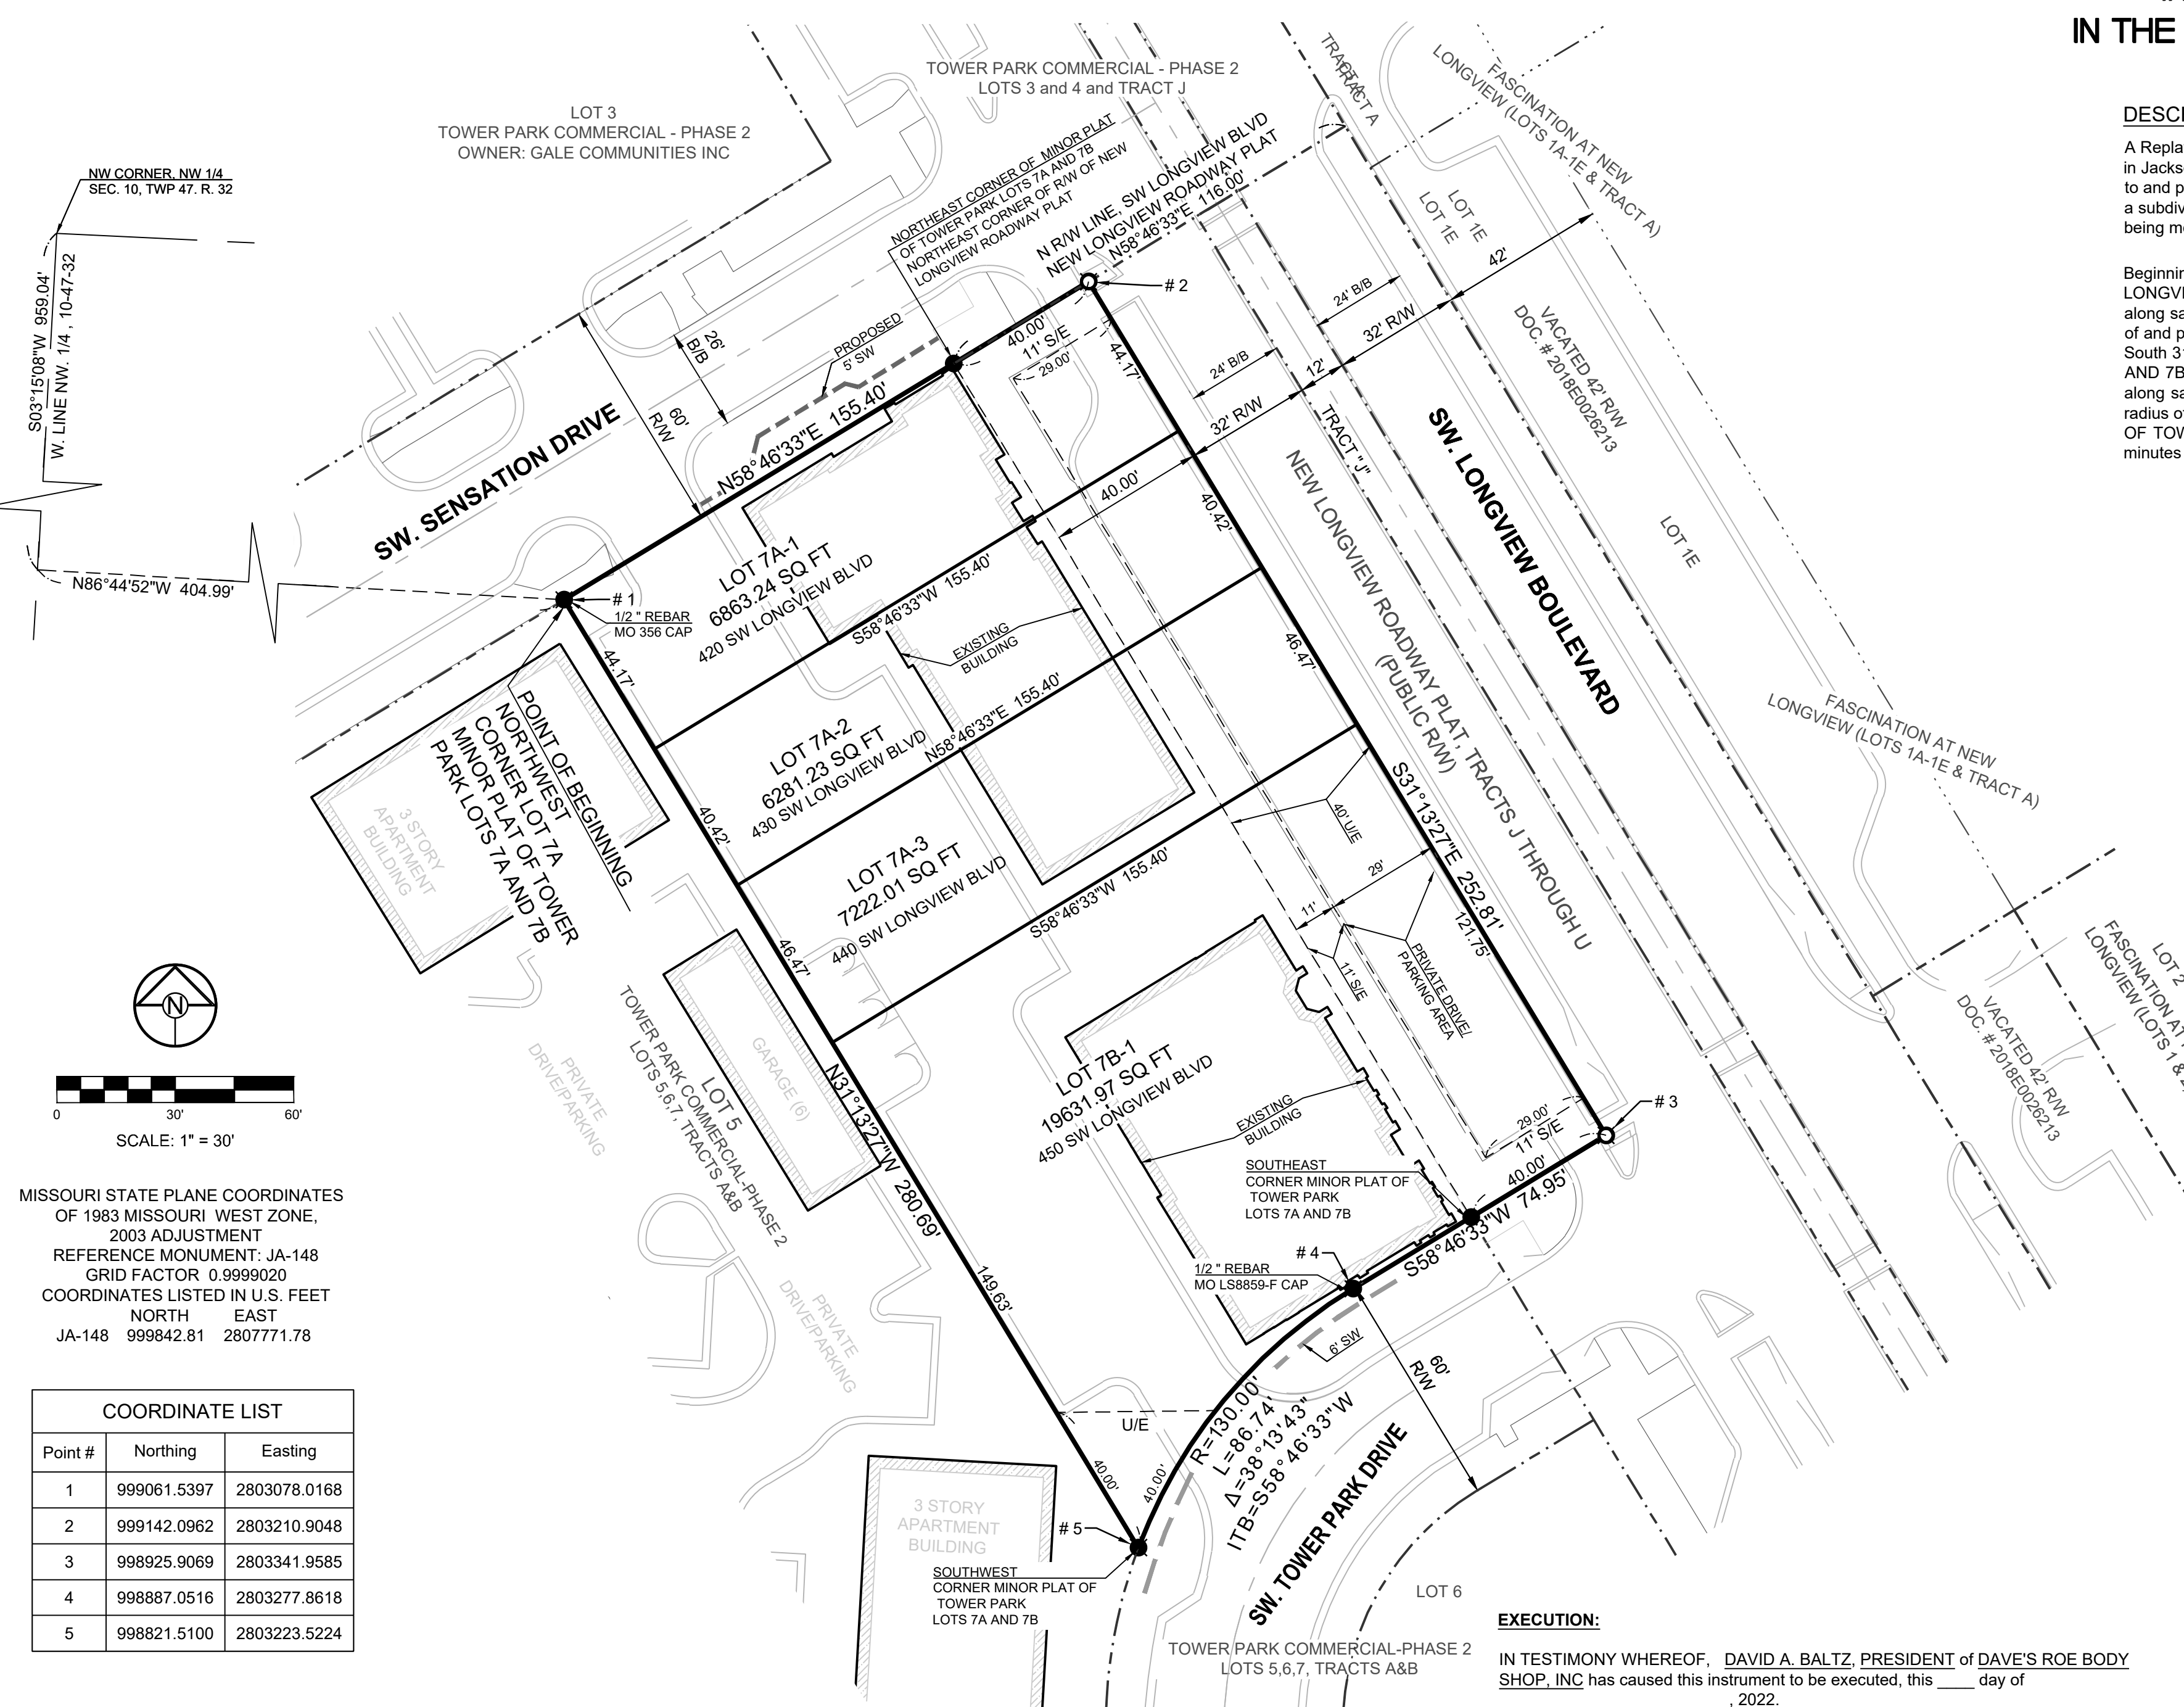 IN THE
LOT 3
TOWER PARK COMMERCIAL - PHASE 2
OWNER: GALE COMMUNITIES INC
TOWER PARK COMMERCIAL - PHASE 2
LOTS 3 and 4 and TRACT J
TRACT A
TRACT A
FASCINATION AT NEW
LONGVIEW (LOTS 1A-1E & TRACT A)
NW CORNER, NW 1/4
SEC. 10, TWP 47. R. 32
S03°15'08"W 959.04'
W. LINE NW. 1/4 , 10-47-32
N86°44'52"W 404.99'
NORTHEAST CORNER OF MINOR PLAT
OF TOWER PARK LOTS 7A AND 7B
NORTHEAST CORNER OF R/W OF NEW
LONGVIEW ROADWAY PLAT
N R/W LINE, SW LONGVIEW BLVD
NEW LONGVIEW ROADWAY PLAT
N58°46'33"E 116.00'
LOT 1E
LOT 1E
42'
24' B/B
32' R/W
24' B/B
12'
32' R/W
TRACT "J"
VACATED 42' R/W
DOC. # 2018E0026213
LOT 1E
SW. LONGVIEW BOULEVARD
NEW LONGVIEW ROADWAY PLAT, TRACTS J THROUGH U
(PUBLIC R/W)
FASCINATION AT NEW
LONGVIEW (LOTS 1A-1E & TRACT A)
SW. SENSATION DRIVE
60'
R/W
26'
B/B
PROPOSED
5' SW
N58°46'33"E 155.40'
40.00'
11' S/E
29.00'
# 2
44.17'
# 1
1/2 " REBAR
MO 356 CAP
POINT OF BEGINNING
NORTHWEST
CORNER LOT 7A
MINOR PLAT OF TOWER
PARK LOTS 7A AND 7B
44.17'
LOT 7A-1
6863.24 SQ FT
420 SW LONGVIEW BLVD
S58°46'33"W 155.40'
40.00'
40.42'
EXISTING
BUILDING
LOT 7A-2
6281.23 SQ FT
430 SW LONGVIEW BLVD
N58°46'33"E 155.40'
40.42'
46.47'
LOT 7A-3
7222.01 SQ FT
440 SW LONGVIEW BLVD
S58°46'33"W 155.40'
46.47'
S31°13'27"E 252.81'
121.75'
40' U/E
29'
11'
11' S/E
PRIVATE DRIVE/
PARKING AREA
LOT 7B-1
19631.97 SQ FT
450 SW LONGVIEW BLVD
EXISTING
BUILDING
29.00'
11' S/E
40.00'
# 3
SOUTHEAST
CORNER MINOR PLAT OF
TOWER PARK
LOTS 7A AND 7B
S58°46'33"W 74.95'
# 4
1/2 " REBAR
MO LS8859-F CAP
6' SW
60'
R/W
N31°13'27"W 280.69'
149.63'
U/E
40.00'
40.00'
R=130.00'
L=86.74'
Δ=38°13'43"
ITB=S58°46'33"W
SW. TOWER PARK DRIVE
# 5
SOUTHWEST
CORNER MINOR PLAT OF
TOWER PARK
LOTS 7A AND 7B
3 STORY
APARTMENT
BUILDING
GARAGE (6)
LOT 5
TOWER PARK COMMERCIAL-PHASE 2
LOTS 5,6,7, TRACTS A&B
PRIVATE
DRIVE/PARKING
PRIVATE
DRIVE/PARKING
3 STORY
APARTMENT
BUILDING
LOT 6
TOWER PARK COMMERCIAL-PHASE 2
LOTS 5,6,7, TRACTS A&B
VACATED 42' R/W
DOC. # 2018E0026213
LOT 2
FASCINATION AT
LONGVIEW (LOTS 1 &
N
0 30' 60'
SCALE: 1" = 30'
MISSOURI STATE PLANE COORDINATES
OF 1983 MISSOURI WEST ZONE,
2003 ADJUSTMENT
REFERENCE MONUMENT: JA-148
GRID FACTOR 0.9999020
COORDINATES LISTED IN U.S. FEET
NORTH EAST
JA-148 999842.81 2807771.78
COORDINATE LIST
Point # Northing Easting
1 999061.5397 2803078.0168
2 999142.0962 2803210.9048
3 998925.9069 2803341.9585
4 998887.0516 2803277.8618
5 998821.5100 2803223.5224
A Repla
in Jacks
to and p
a subdiv
being m
Beginnin
LONGV
along sa
of and p
South 3
AND 7B
along sa
radius o
OF TOW
minutes
EXECUTION:
IN TESTIMONY WHEREOF, DAVID A. BALTZ, PRESIDENT of DAVE'S ROE BODY
SHOP, INC has caused this instrument to be executed, this ____ day of
, 2022.